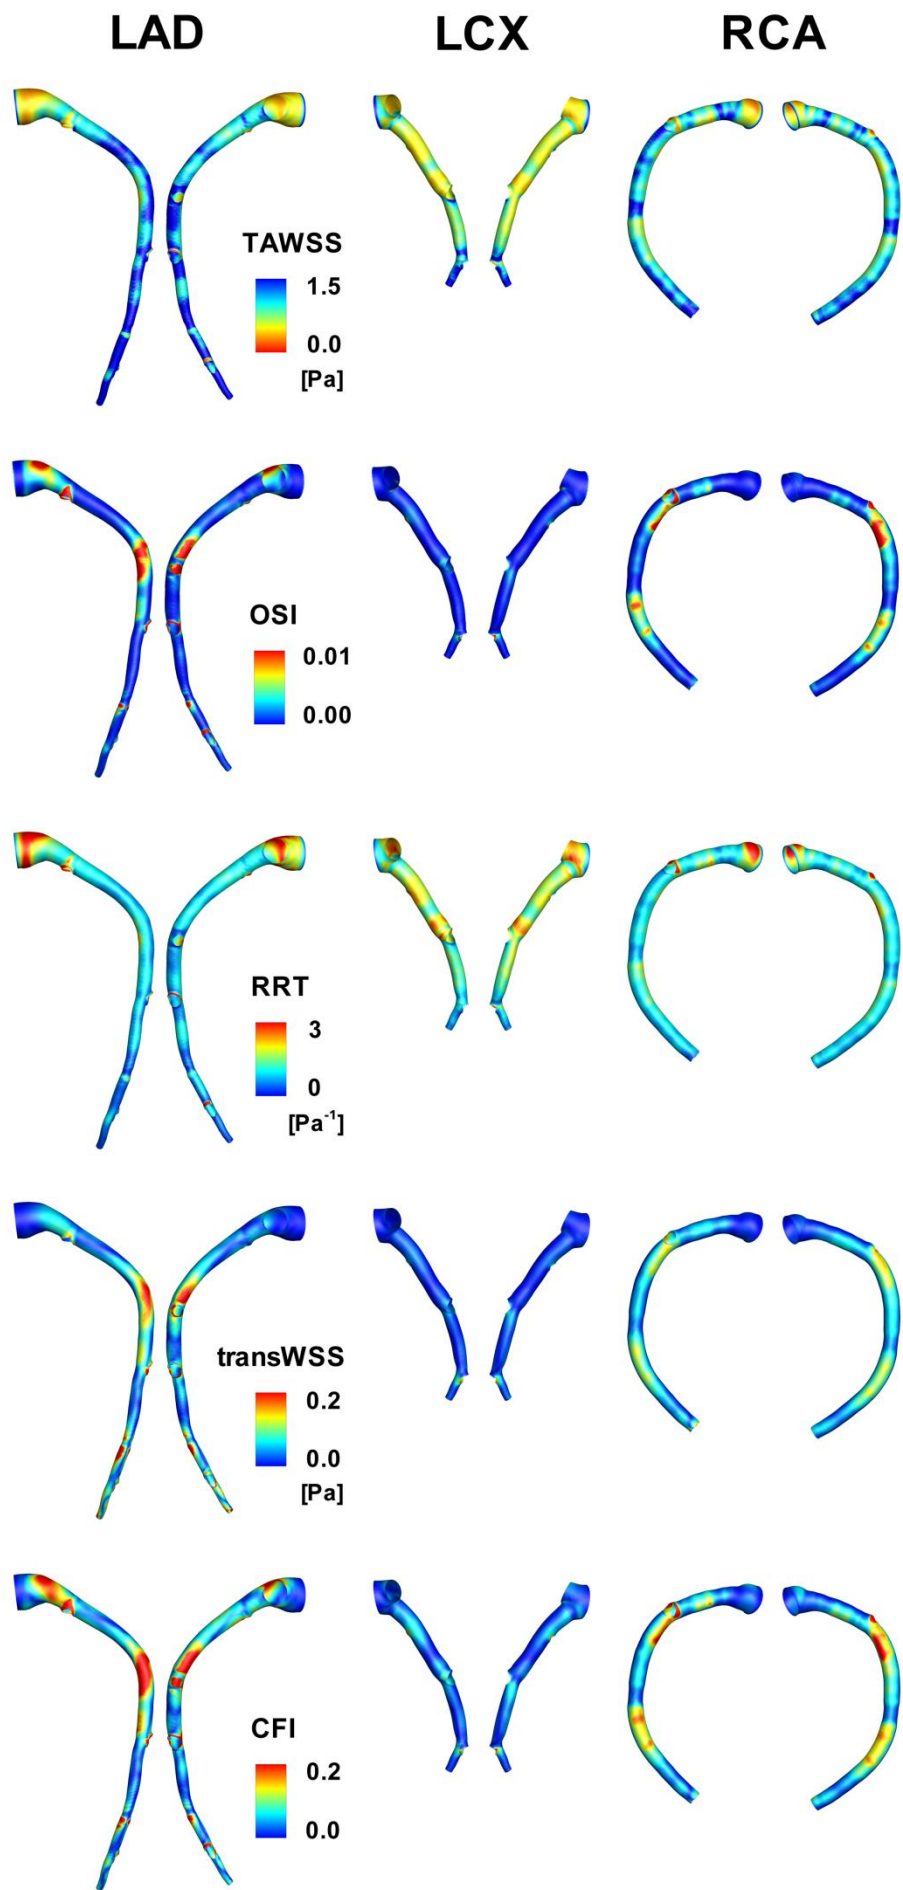 LAD LCX RCA
TAWSS
1.5
0.0
[Pa]
OSI
0.01
0.00
RRT
3
0
[Pa⁻¹]
transWSS
0.2
0.0
[Pa]
CFI
0.2
0.0